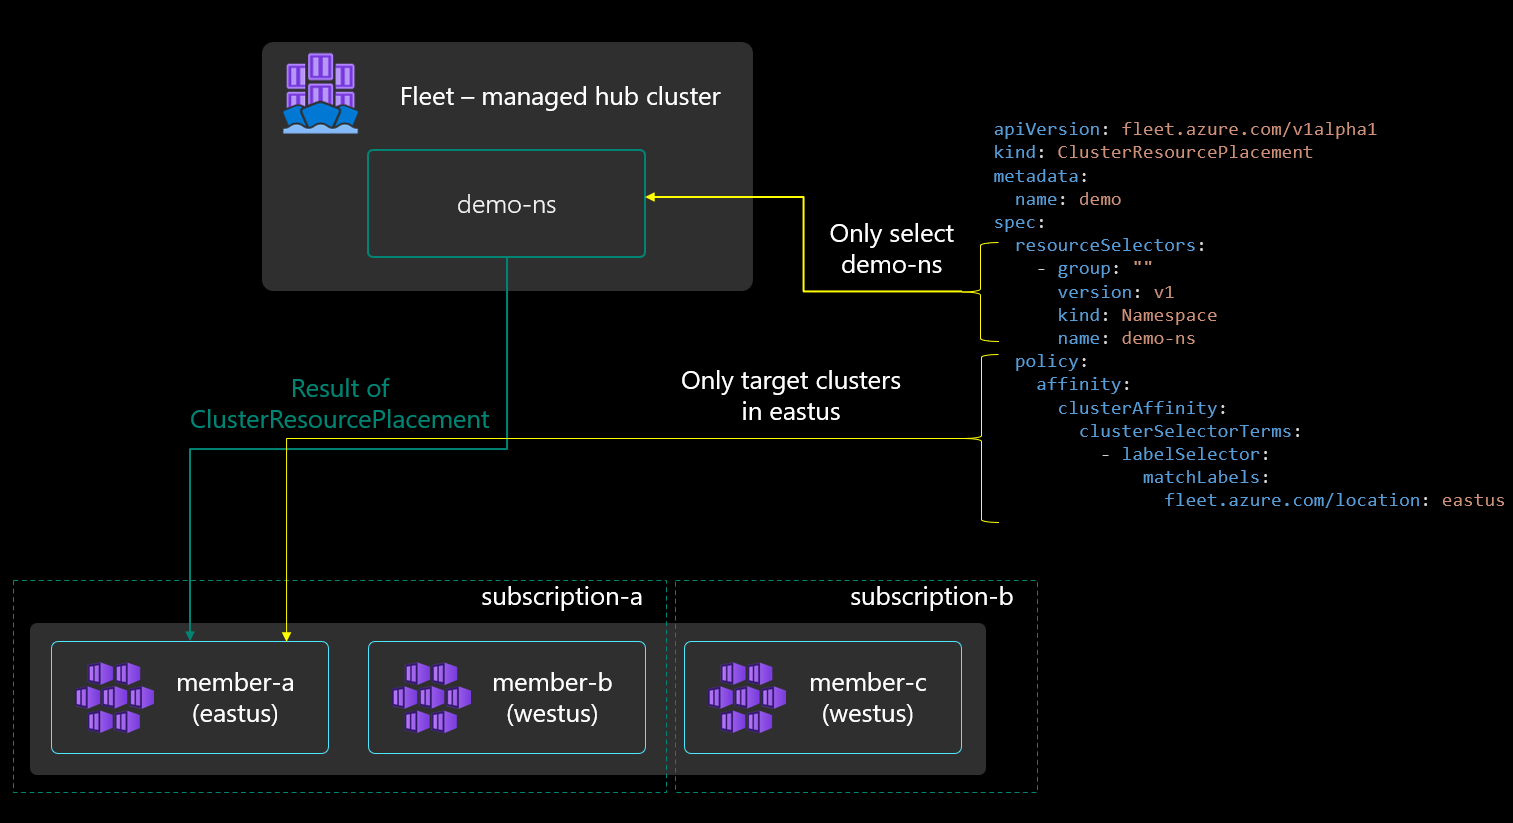 Fleet – managed hub cluster
demo-ns
Only select
demo-ns
apiVersion: fleet.azure.com/v1alpha1
kind: ClusterResourcePlacement
metadata:
  name: demo
spec:
  resourceSelectors:
    - group: ""
      version: v1
      kind: Namespace
      name: demo-ns
  policy:
    affinity:
      clusterAffinity:
        clusterSelectorTerms:
          - labelSelector:
              matchLabels:
                fleet.azure.com/location: eastus
Only target clusters
in eastus
Result of
ClusterResourcePlacement
subscription-a
subscription-b
member-a
(eastus)
member-b
(westus)
member-c
(westus)